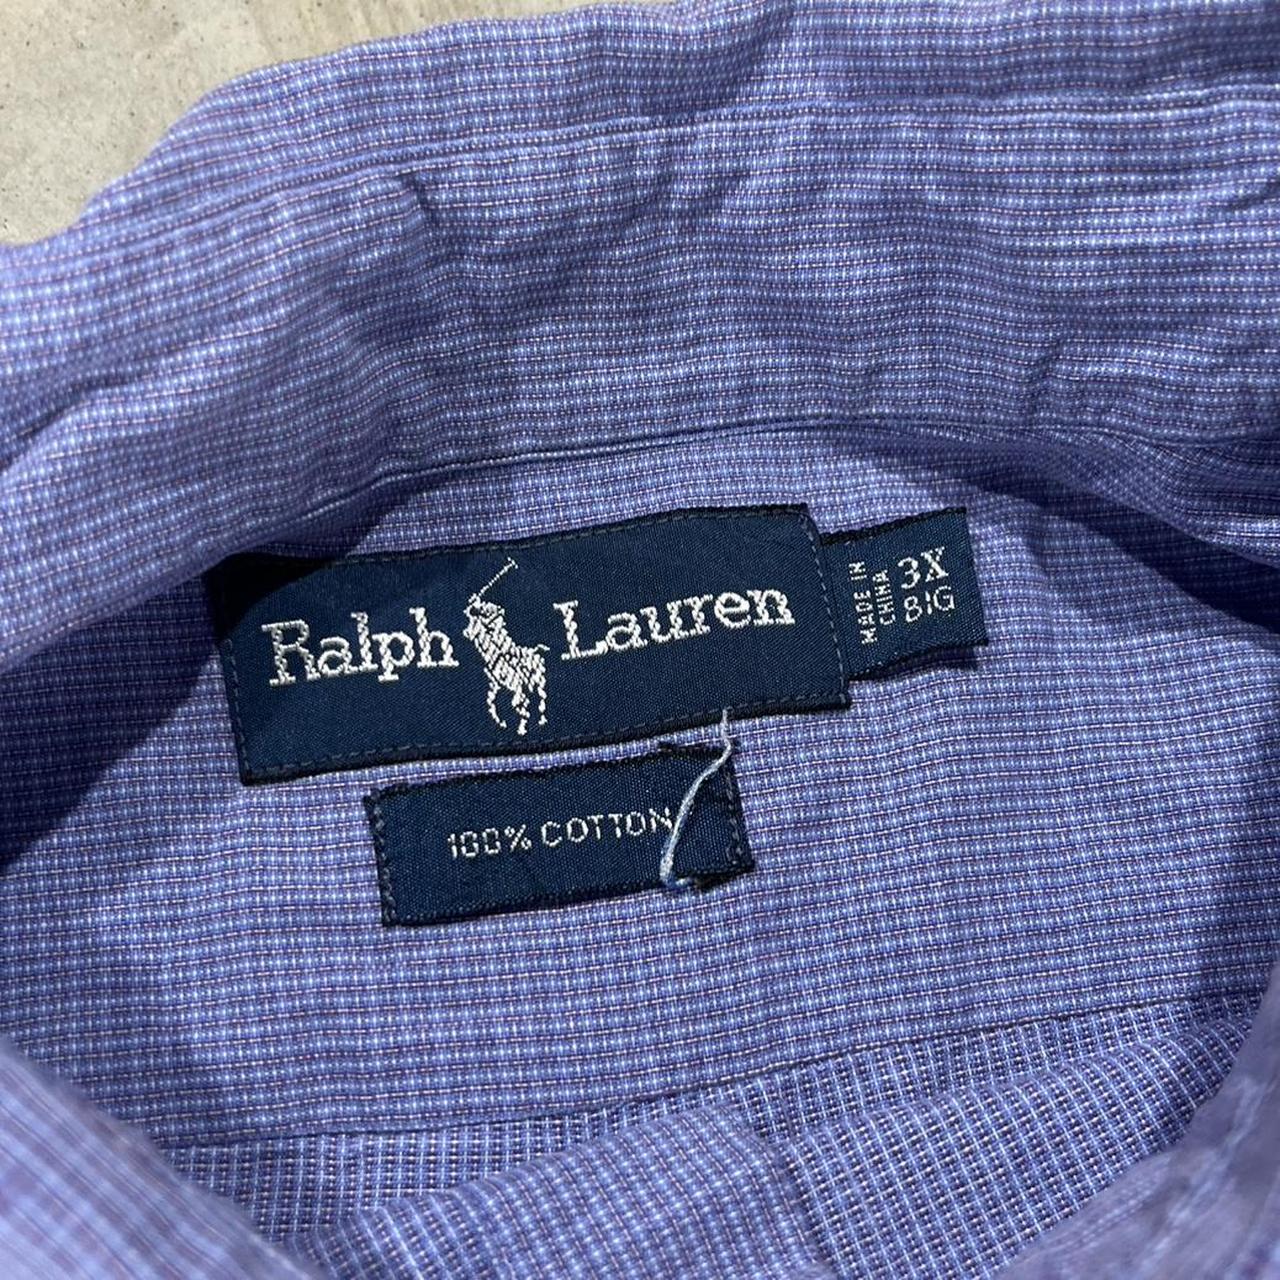 Ralph Lauren
MADE IN
CHINA
3X
BIG
100% COTTON